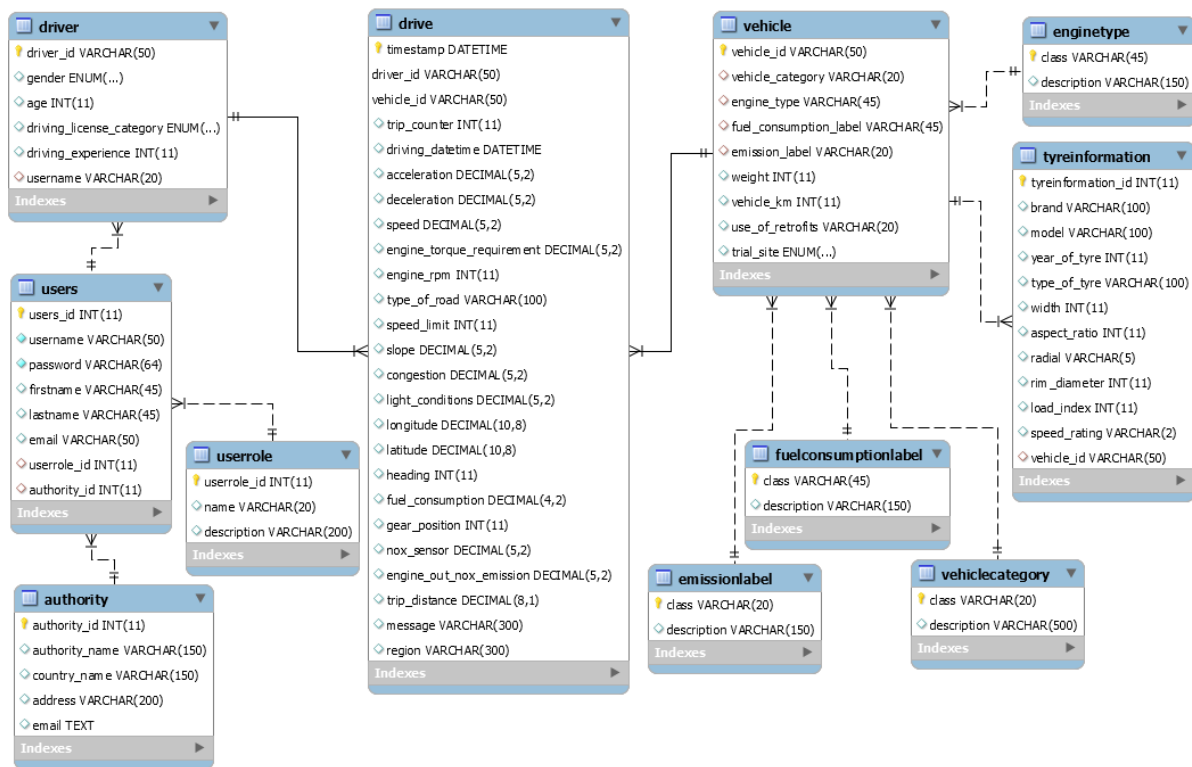 driver
driver_id VARCHAR(50)
gender ENUM(...)
age INT(11)
driving_license_category ENUM(...)
driving_experience INT(11)
username VARCHAR(20)
Indexes
users
users_id INT(11)
username VARCHAR(50)
password VARCHAR(64)
firstname VARCHAR(45)
lastname VARCHAR(45)
email VARCHAR(50)
userrole_id INT(11)
authority_id INT(11)
Indexes
userrole
userrole_id INT(11)
name VARCHAR(20)
description VARCHAR(200)
Indexes
authority
authority_id INT(11)
authority_name VARCHAR(150)
country_name VARCHAR(150)
address VARCHAR(200)
email TEXT
Indexes
drive
timestamp DATETIME
driver_id VARCHAR(50)
vehicle_id VARCHAR(50)
trip_counter INT(11)
driving_datetime DATETIME
acceleration DECIMAL(5,2)
deceleration DECIMAL(5,2)
speed DECIMAL(5,2)
engine_torque_requirement DECIMAL(5,2)
engine_rpm INT(11)
type_of_road VARCHAR(100)
speed_limit INT(11)
slope DECIMAL(5,2)
congestion DECIMAL(5,2)
light_conditions DECIMAL(5,2)
longitude DECIMAL(10,8)
latitude DECIMAL(10,8)
heading INT(11)
fuel_consumption DECIMAL(4,2)
gear_position INT(11)
nox_sensor DECIMAL(5,2)
engine_out_nox_emission DECIMAL(5,2)
trip_distance DECIMAL(8,1)
message VARCHAR(300)
region VARCHAR(300)
Indexes
vehicle
vehicle_id VARCHAR(50)
vehicle_category VARCHAR(20)
engine_type VARCHAR(45)
fuel_consumption_label VARCHAR(45)
emission_label VARCHAR(20)
weight INT(11)
vehicle_km INT(11)
use_of_retrofits VARCHAR(20)
trial_site ENUM(...)
Indexes
enginetype
class VARCHAR(45)
description VARCHAR(150)
Indexes
tyreinformation
tyreinformation_id INT(11)
brand VARCHAR(100)
model VARCHAR(100)
year_of_tyre INT(11)
type_of_tyre VARCHAR(100)
width INT(11)
aspect_ratio INT(11)
radial VARCHAR(5)
rim_diameter INT(11)
load_index INT(11)
speed_rating VARCHAR(2)
vehicle_id VARCHAR(50)
Indexes
fuelconsumptionlabel
class VARCHAR(45)
description VARCHAR(150)
Indexes
emissionlabel
class VARCHAR(20)
description VARCHAR(150)
Indexes
vehiclecategory
class VARCHAR(20)
description VARCHAR(500)
Indexes